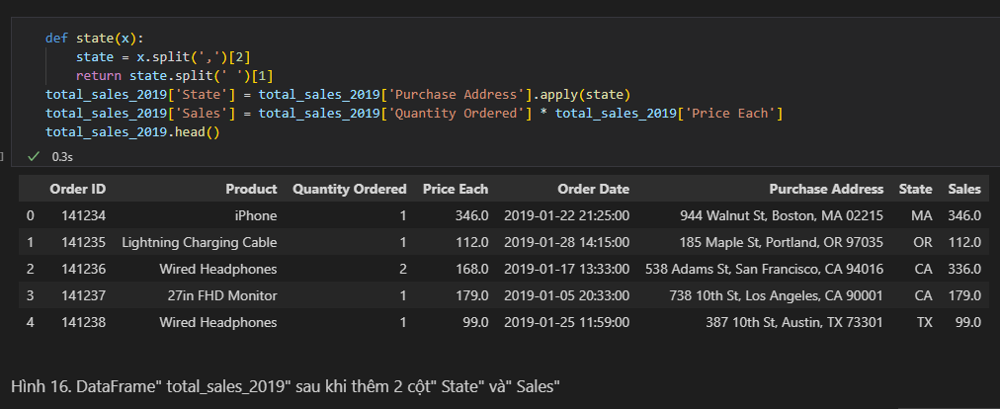 def state(x):
state = x.split(',')[2]
return state.split(' ')[1]
total_sales_2019['State'] = total_sales_2019['Purchase Address'].apply(state)
total_sales_2019['Sales'] = total_sales_2019['Quantity Ordered'] * total_sales_2019['Price Each']
total_sales_2019.head()
] ✓ 0.3s
Order ID Product Quantity Ordered Price Each Order Date Purchase Address State Sales
0 141234 iPhone 1 346.0 2019-01-22 21:25:00 944 Walnut St, Boston, MA 02215 MA 346.0
1 141235 Lightning Charging Cable 1 112.0 2019-01-28 14:15:00 185 Maple St, Portland, OR 97035 OR 112.0
2 141236 Wired Headphones 2 168.0 2019-01-17 13:33:00 538 Adams St, San Francisco, CA 94016 CA 336.0
3 141237 27in FHD Monitor 1 179.0 2019-01-05 20:33:00 738 10th St, Los Angeles, CA 90001 CA 179.0
4 141238 Wired Headphones 1 99.0 2019-01-25 11:59:00 387 10th St, Austin, TX 73301 TX 99.0
Hình 16. DataFrame" total_sales_2019" sau khi thêm 2 cột" State" và" Sales"